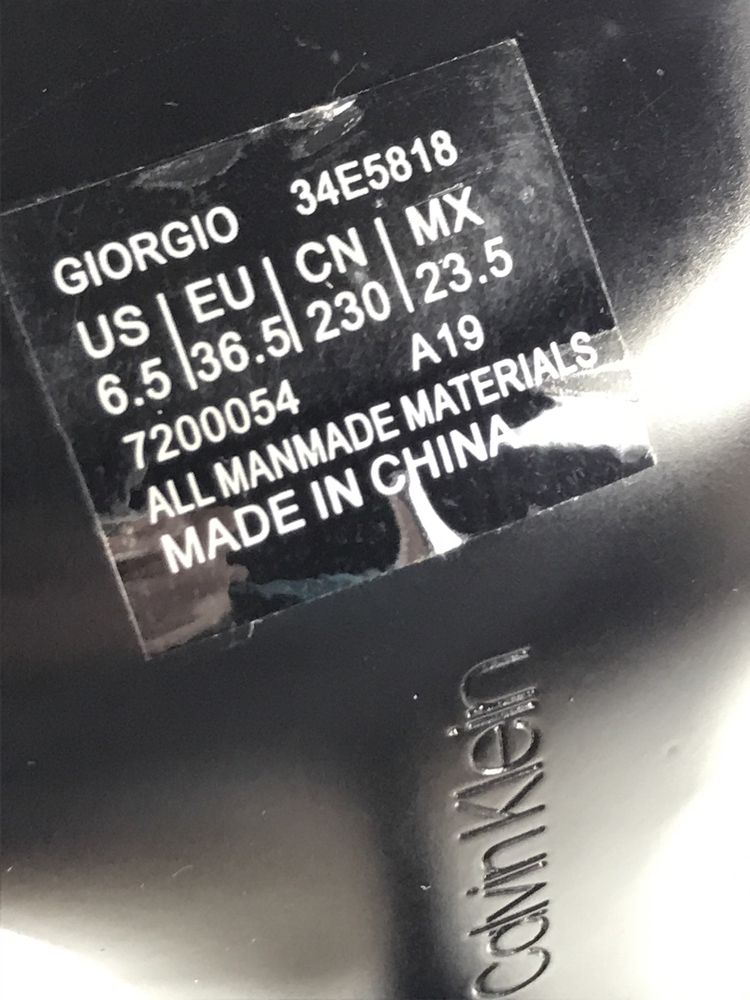 GIORGIO 34E5818
US | EU | CN | MX
6.5 | 36.5 | 230 | 23.5
7200054 A19
ALL MANMADE MATERIALS
MADE IN CHINA
calvin klein